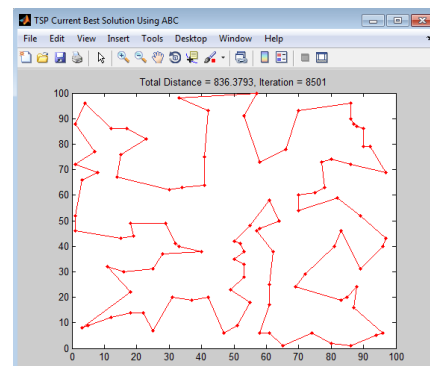 TSP Current Best Solution Using ABC
File Edit View Insert Tools Desktop Window Help
Total Distance = 836.3793, Iteration = 8501
100
90
80
70
60
50
40
30
20
10
0
0 10 20 30 40 50 60 70 80 90 100